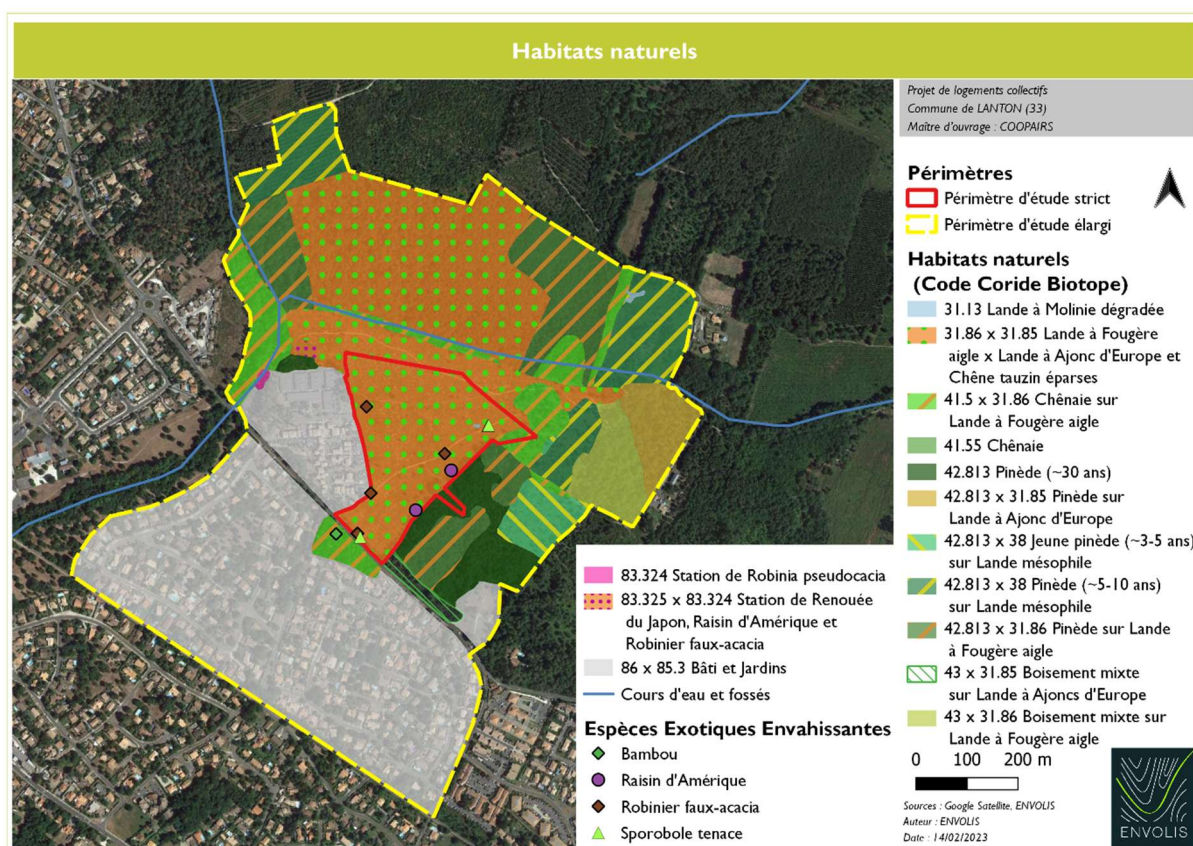 Habitats naturels
Projet de logements collectifs
Commune de LANTON (33)
Maître d'ouvrage : COOPAIRS
Périmètres
Périmètre d'étude strict
Périmètre d'étude élargi
Habitats naturels
(Code Coride Biotope)
31.13 Lande à Molinie dégradée
31.86 x 31.85 Lande à Fougère
aigle x Lande à Ajonc d'Europe et
Chêne tauzin éparses
41.5 x 31.86 Chênaie sur
Lande à Fougère aigle
41.55 Chênaie
42.813 Pinède (~30 ans)
42.813 x 31.85 Pinède sur
Lande à Ajonc d'Europe
42.813 x 38 Jeune pinède (~3-5 ans)
sur Lande mésophile
42.813 x 38 Pinède (~5-10 ans)
sur Lande mésophile
42.813 x 31.86 Pinède sur Lande
à Fougère aigle
43 x 31.85 Boisement mixte
sur Lande à Ajoncs d'Europe
43 x 31.86 Boisement mixte sur
Lande à Fougère aigle
83.324 Station de Robinia pseudocacia
83.325 x 83.324 Station de Renouée
du Japon, Raisin d'Amérique et
Robinier faux-acacia
86 x 85.3 Bâti et Jardins
Cours d'eau et fossés
Espèces Exotiques Envahissantes
Bambou
Raisin d'Amérique
Robinier faux-acacia
Sporobole tenace
0 100 200 m
Sources : Google Satellite, ENVOLIS
Auteur : ENVOLIS
Date : 14/02/2023
ENVOLIS